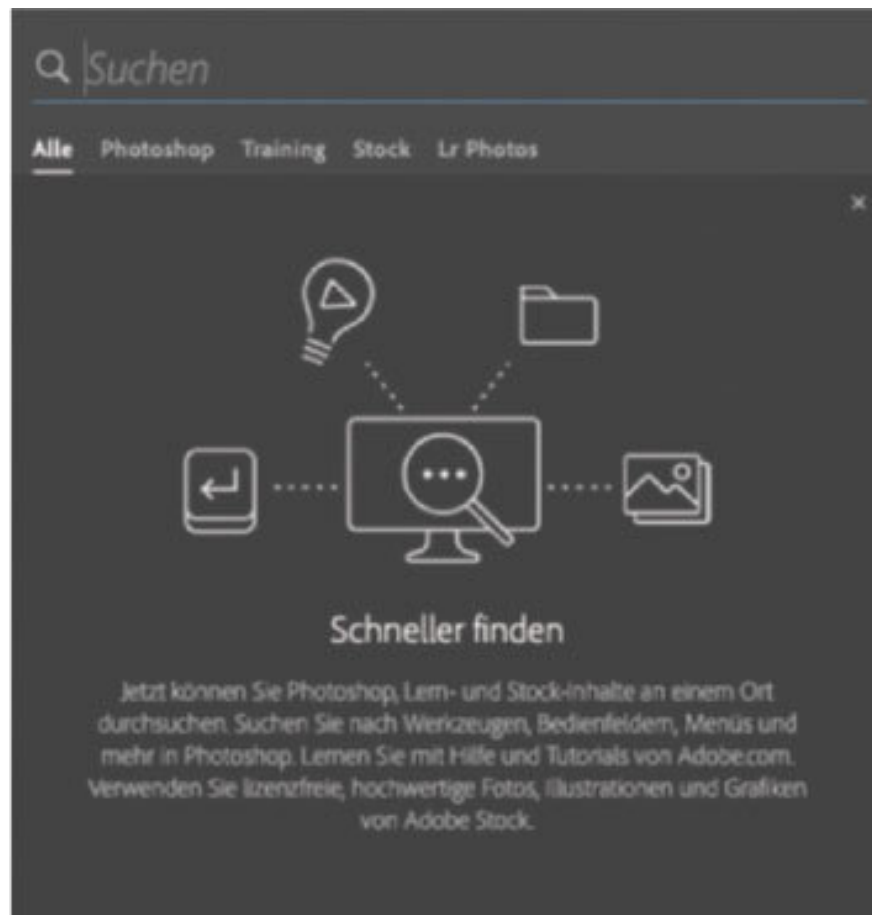 Suchen
Alle Photoshop Training Stock Lr Photos
Schneller finden
Jetzt können Sie Photoshop, Lern- und Stock-Inhalte an einem Ort
durchsuchen. Suchen Sie nach Werkzeugen, Bedienfeldern, Menüs und
mehr in Photoshop. Lernen Sie mit Hilfe und Tutorials von Adobe.com.
Verwenden Sie lizenzfreie, hochwertige Fotos, Illustrationen und Grafiken
von Adobe Stock.